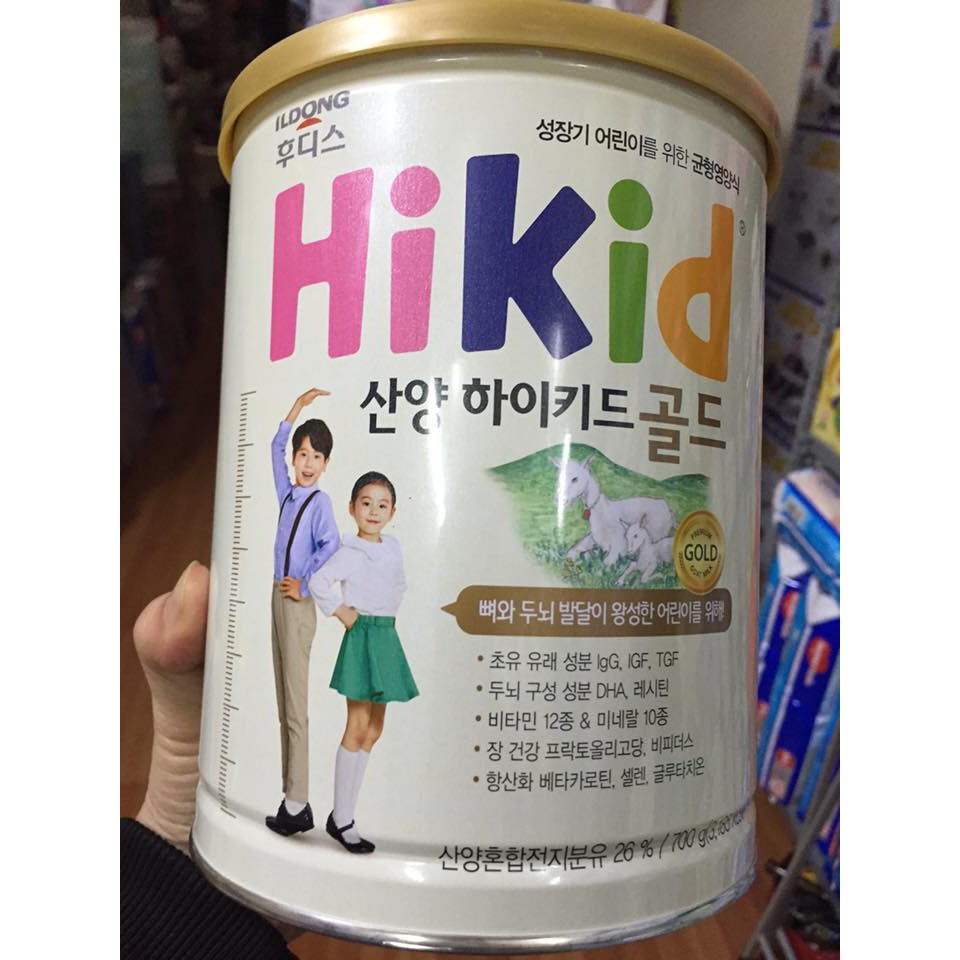 ILDONG
후디스
성장기 어린이를 위한 균형영양식
Hikid®
산양 하이키드 골드
PREMIUM
GOLD
뼈와 두뇌 발달이 왕성한 어린이를 위해!
• 초유 유래 성분 IgG, IGF, TGF
• 두뇌 구성 성분 DHA, 레시틴
• 비타민 12종 & 미네랄 10종
• 장 건강 프락토올리고당, 비피더스
• 항산화 베타카로틴, 셀렌, 글루타치온
산양혼합전지분유 26 % / 700 g